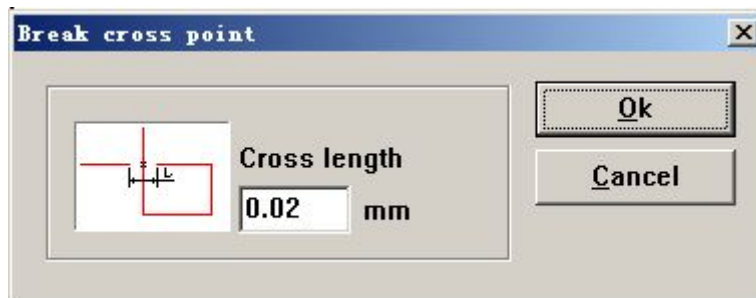 Break cross point
Ok
Cross length
L
0.02 mm
Cancel